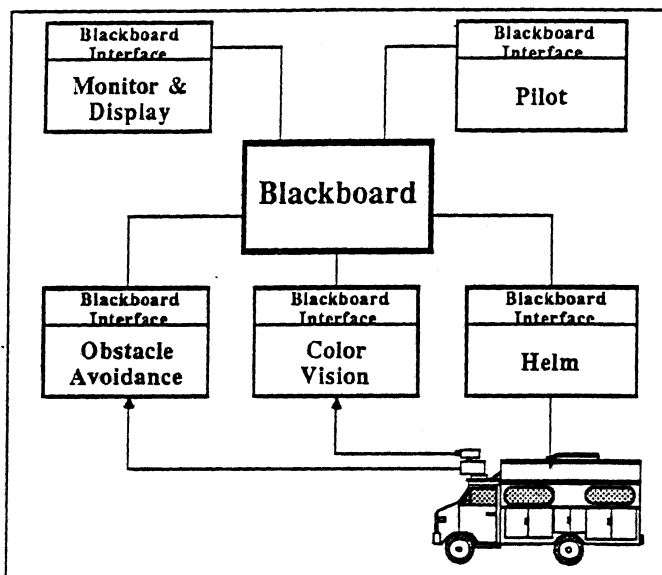 Blackboard
Interface
Monitor &
Display
Blackboard
Interface
Pilot
Blackboard
Blackboard
Interface
Obstacle
Avoidance
Blackboard
Interface
Color
Vision
Blackboard
Interface
Helm